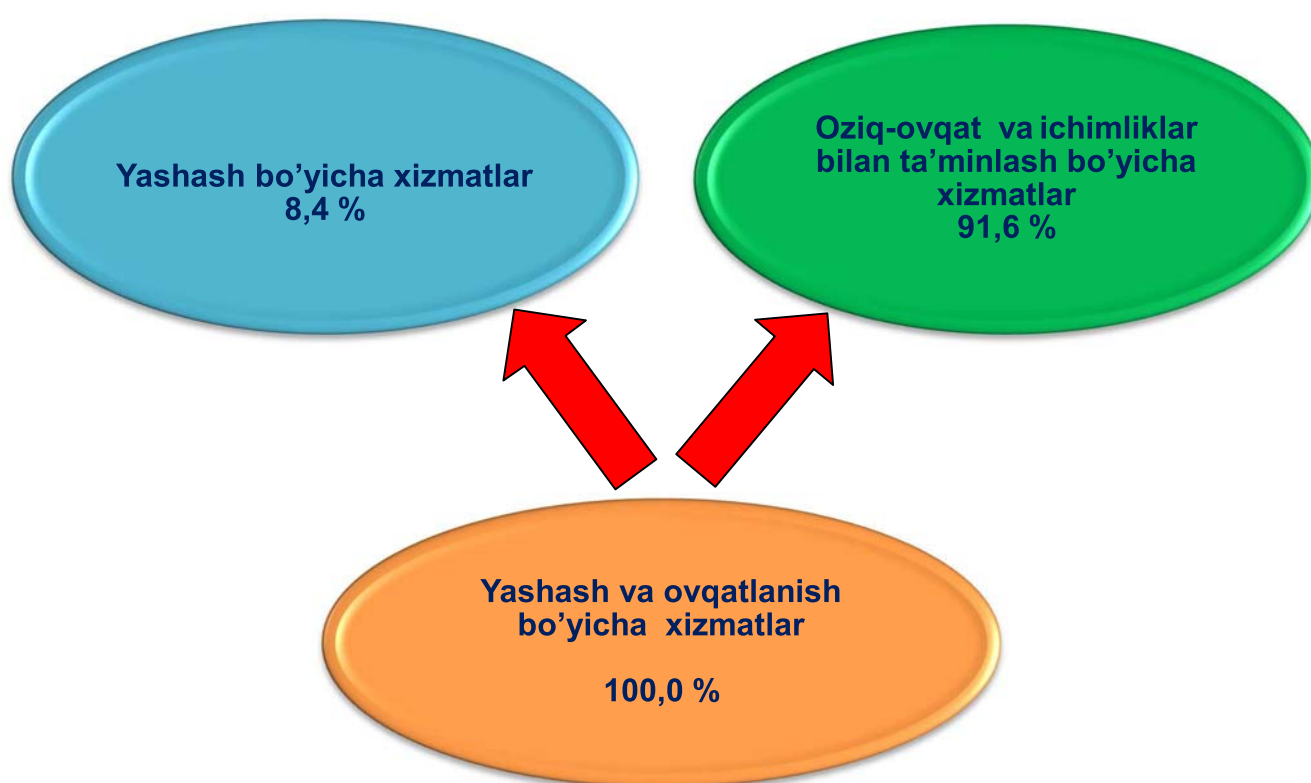 Yashash bo’yicha xizmatlar
8,4 %
Oziq-ovqat va ichimliklar
bilan ta’minlash bo’yicha
xizmatlar
91,6 %
Yashash va ovqatlanish
bo’yicha xizmatlar
100,0 %